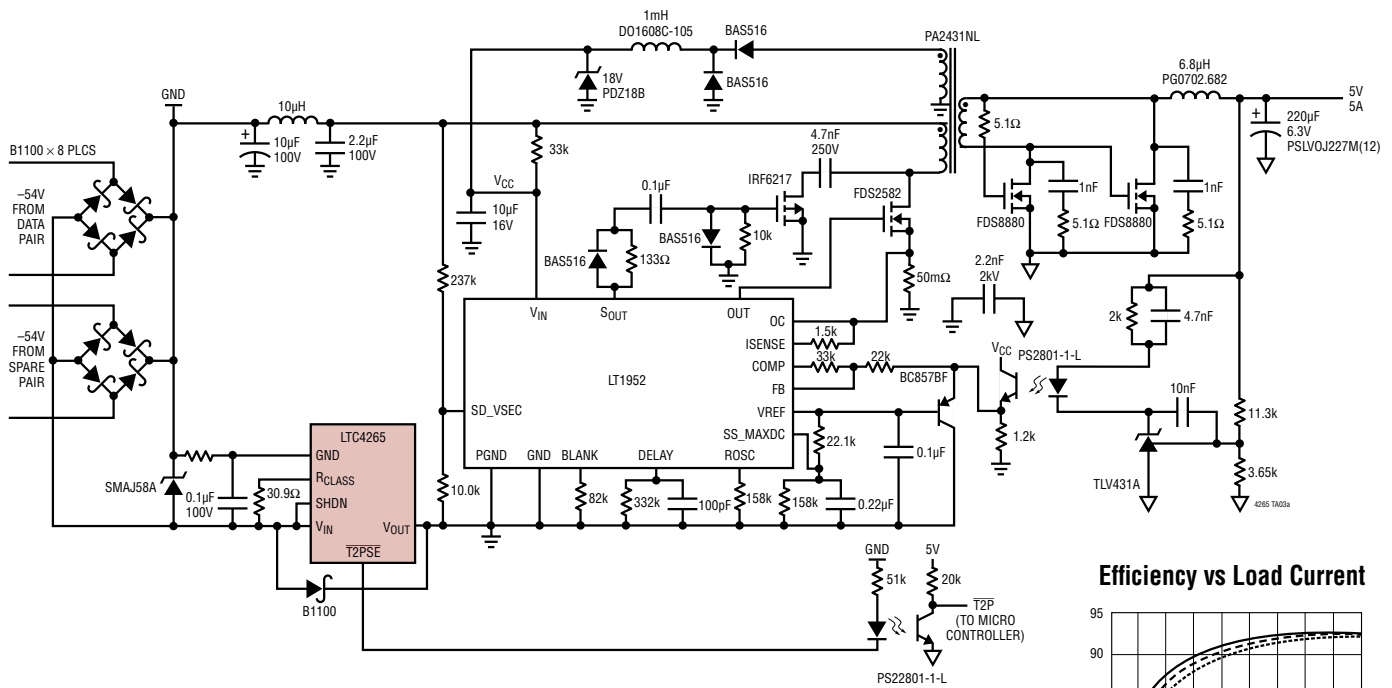 1mH
DO1608C-105
BAS516
PA2431NL
18V
PDZ18B
BAS516
6.8µH
PG0702.682
5V
5A
GND
10µH
+
10µF
100V
2.2µF
100V
33k
4.7nF
250V
5.1Ω
+
220µF
6.3V
PSLVOJ227M(12)
B1100 × 8 PLCS
–54V
FROM
DATA
PAIR
VCC
10µF
16V
0.1µF
IRF6217
FDS2582
1nF
1nF
BAS516
10k
FDS8880
5.1Ω
FDS8880
5.1Ω
BAS516
133Ω
237k
50mΩ
2.2nF
2kV
–54V
FROM
SPARE
PAIR
VIN
SOUT
OUT
OC
ISENSE
COMP
FB
VREF
SS_MAXDC
LT1952
SD_VSEC
PGND
GND
BLANK
DELAY
ROSC
1.5k
33k
22k
BC857BF
VCC
PS2801-1-L
2k
4.7nF
10nF
11.3k
1.2k
22.1k
0.1µF
TLV431A
3.65k
4265 TA03a
LTC4265
GND
RCLASS
SHDN
VIN
VOUT
T2PSE
SMAJ58A
0.1µF
100V
30.9Ω
10.0k
82k
332k
100pF
158k
158k
0.22µF
B1100
GND
51k
5V
20k
T2P
(TO MICRO
CONTROLLER)
PS22801-1-L
Efficiency vs Load Current
95
90